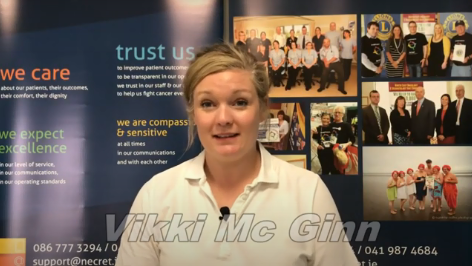 we care
about our patients, their outcomes,
their comfort, their dignity
we expect
excellence
in our level of service,
in our communications,
in our operating standards
trust us
to improve patient outcomes
to be transparent in our
we trust in our staff &
to help us fight cancer
we are compass
& sensitive
at all times
in our communications
and with each other
Vikki Mc Ginn
086 777 3294 / 0
/ 041 987 4684
support@necret.i